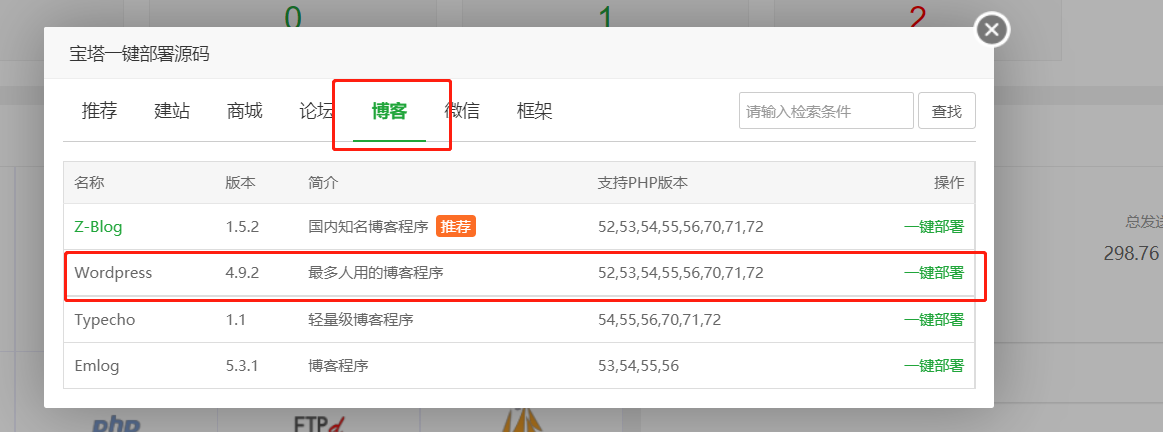 0 1 2
宝塔一键部署源码
推荐 建站 商城 论坛 博客 微信 框架 请输入检索条件 查找
名称 版本 简介 支持PHP版本 操作
Z-Blog 1.5.2 国内知名博客程序 推荐 52,53,54,55,56,70,71,72 一键部署
总发送
298.76
Wordpress 4.9.2 最多人用的博客程序 52,53,54,55,56,70,71,72 一键部署
Typecho 1.1 轻量级博客程序 54,55,56,70,71,72 一键部署
Emlog 5.3.1 博客程序 53,54,55,56 一键部署
php FTP